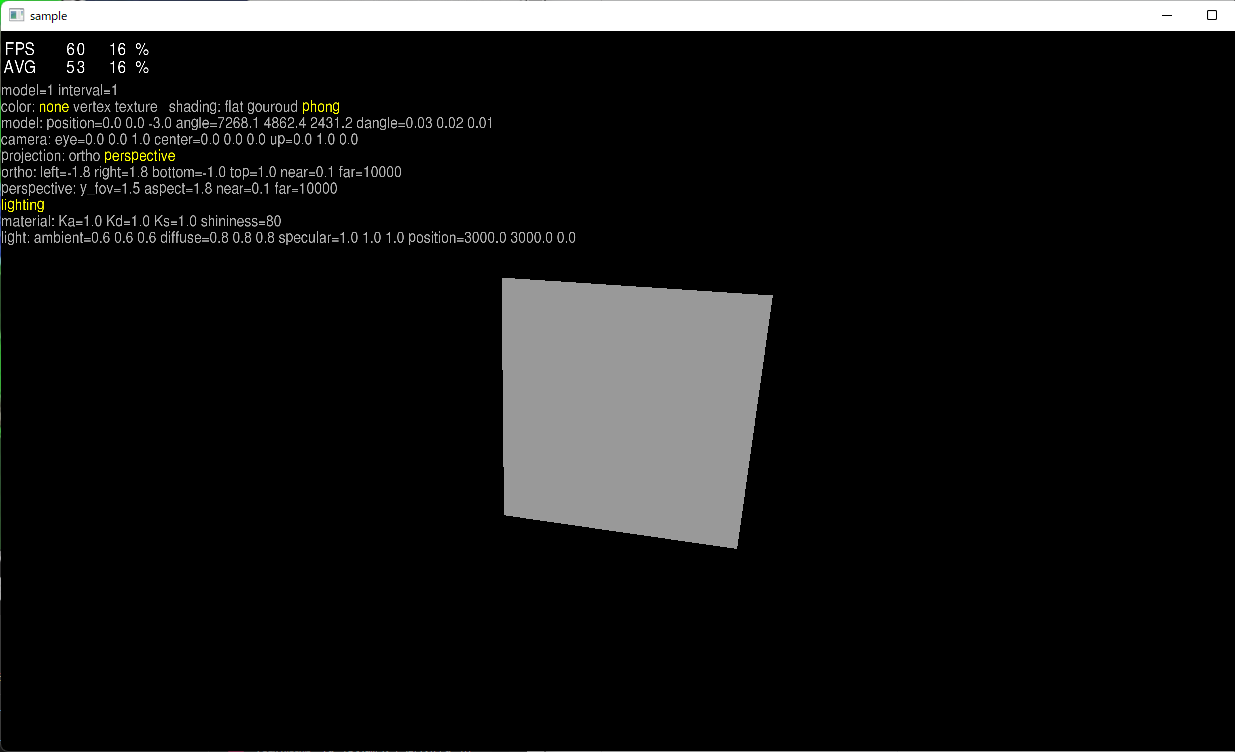 sample
FPS 60 16 %
AVG 53 16 %
model=1 interval=1
color: none vertex texture shading: flat gouroud phong
model: position=0.0 0.0 -3.0 angle=7268.1 4862.4 2431.2 dangle=0.03 0.02 0.01
camera: eye=0.0 0.0 1.0 center=0.0 0.0 0.0 up=0.0 1.0 0.0
projection: ortho perspective
ortho: left=-1.8 right=1.8 bottom=-1.0 top=1.0 near=0.1 far=10000
perspective: y_fov=1.5 aspect=1.8 near=0.1 far=10000
lighting
material: Ka=1.0 Kd=1.0 Ks=1.0 shininess=80
light: ambient=0.6 0.6 0.6 diffuse=0.8 0.8 0.8 specular=1.0 1.0 1.0 position=3000.0 3000.0 0.0